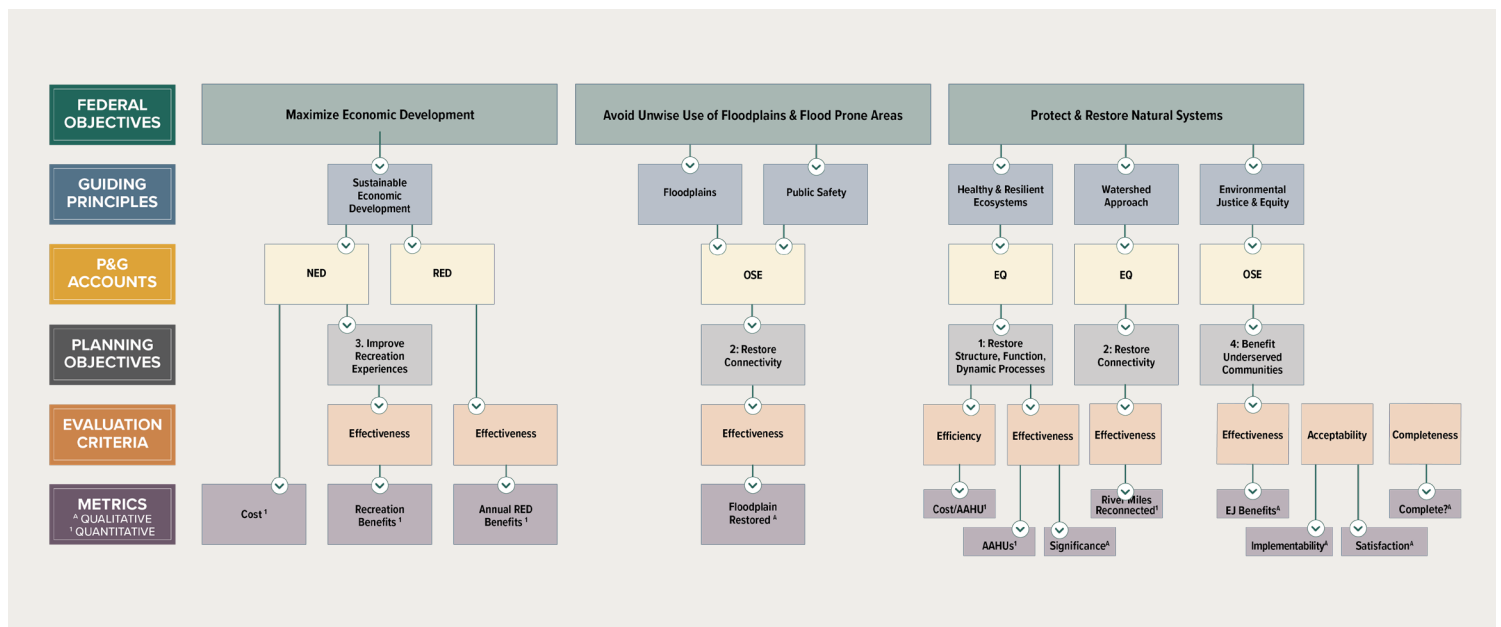 FEDERAL
OBJECTIVES
Maximize Economic Development
Avoid Unwise Use of Floodplains & Flood Prone Areas
Protect & Restore Natural Systems
GUIDING
PRINCIPLES
Sustainable
Economic
Development
Floodplains
Public Safety
Healthy & Resilient
Ecosystems
Watershed
Approach
Environmental
Justice & Equity
P&G
ACCOUNTS
NED
RED
OSE
EQ
EQ
OSE
PLANNING
OBJECTIVES
3. Improve
Recreation
Experiences
2: Restore
Connectivity
1: Restore
Structure, Function,
Dynamic Processes
2: Restore
Connectivity
4: Benefit
Underserved
Communities
EVALUATION
CRITERIA
Effectiveness
Effectiveness
Effectiveness
Efficiency
Effectiveness
Effectiveness
Effectiveness
Acceptability
Completeness
METRICS
ᴬ QUALITATIVE
¹ QUANTITATIVE
Cost ¹
Recreation
Benefits ¹
Annual RED
Benefits ¹
Floodplain
Restored ᴬ
Cost/AAHU¹
River Miles
Reconnected¹
EJ Benefitsᴬ
Complete?ᴬ
AAHUs¹
Significanceᴬ
Implementabilityᴬ
Satisfactionᴬ